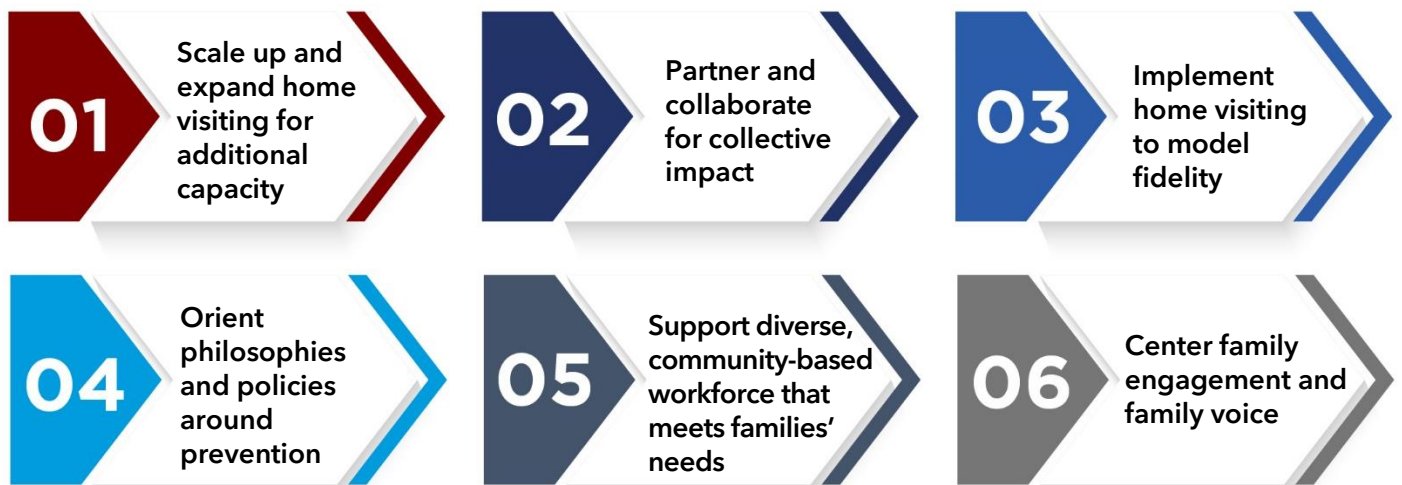 01
Scale up and
expand home
visiting for
additional
capacity
02
Partner and
collaborate
for collective
impact
03
Implement
home visiting
to model
fidelity
04
Orient
philosophies
and policies
around
prevention
05
Support diverse,
community-based
workforce that
meets families’
needs
06
Center family
engagement and
family voice